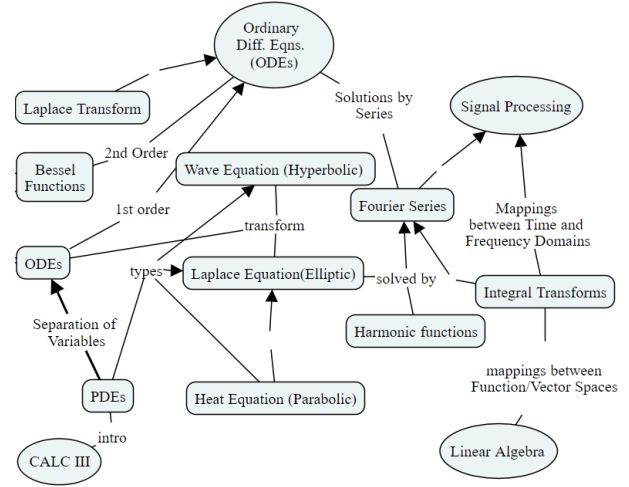 Ordinary
Diff. Eqns.
(ODEs)
Laplace Transform
Solutions by
Series
Signal Processing
2nd Order
Bessel
Functions
Wave Equation (Hyperbolic)
1st order
Fourier Series
Mappings
between Time and
Frequency Domains
transform
ODEs
types
Laplace Equation(Elliptic)
solved by
Integral Transforms
Separation of
Variables
Harmonic functions
mappings between
Function/Vector Spaces
PDEs
Heat Equation (Parabolic)
intro
CALC III
Linear Algebra